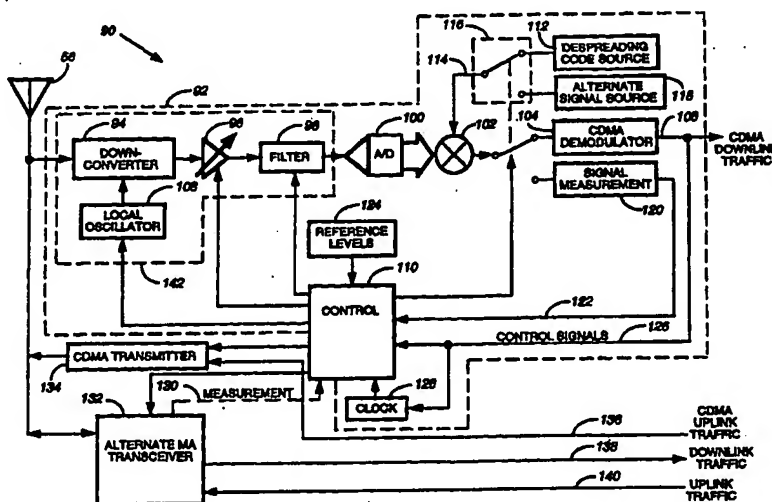 90
116
112
DESPREADING
CODE SOURCE
114
ALTERNATE
SIGNAL SOURCE
118
92
94
96
98
100
102
104
108
DOWN-
CONVERTER
FILTER
A/D
CDMA
DEMODULATOR
CDMA
DOWNLINK
TRAFFIC
SIGNAL
MEASUREMENT
120
LOCAL
OSCILLATOR
124
REFERENCE
LEVELS
110
142
CONTROL
122
CONTROL SIGNALS
126
CDMA TRANSMITTER
134
130
MEASUREMENT
132
CLOCK
ALTERNATE MA
TRANSCEIVER
136
CDMA
UPLINK
TRAFFIC
138
DOWNLINK
TRAFFIC
140
UPLINK
TRAFFIC